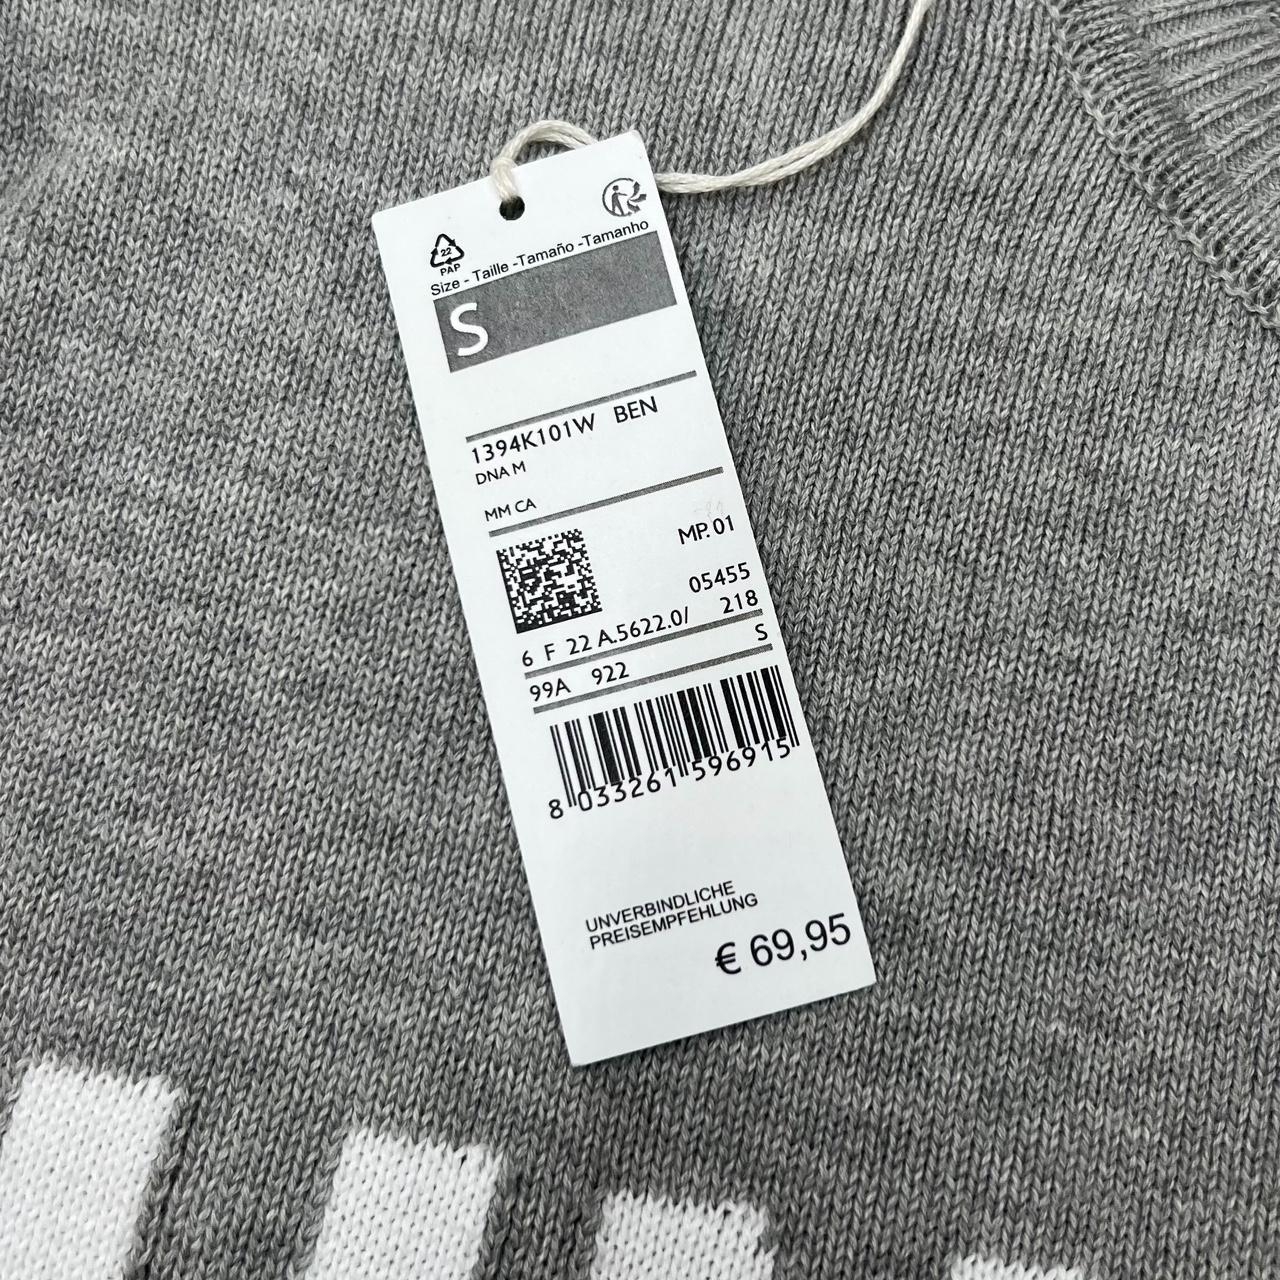 22
PAP
Size - Taille -Tamaño -Tamanho
S
1394K101W BEN
DNA M
MM CA
MP.01
05455
6 F 22 A.5622.0/ 218
99A 922 S
8 033261 596915
UNVERBINDLICHE
PREISEMPFEHLUNG
€ 69,95